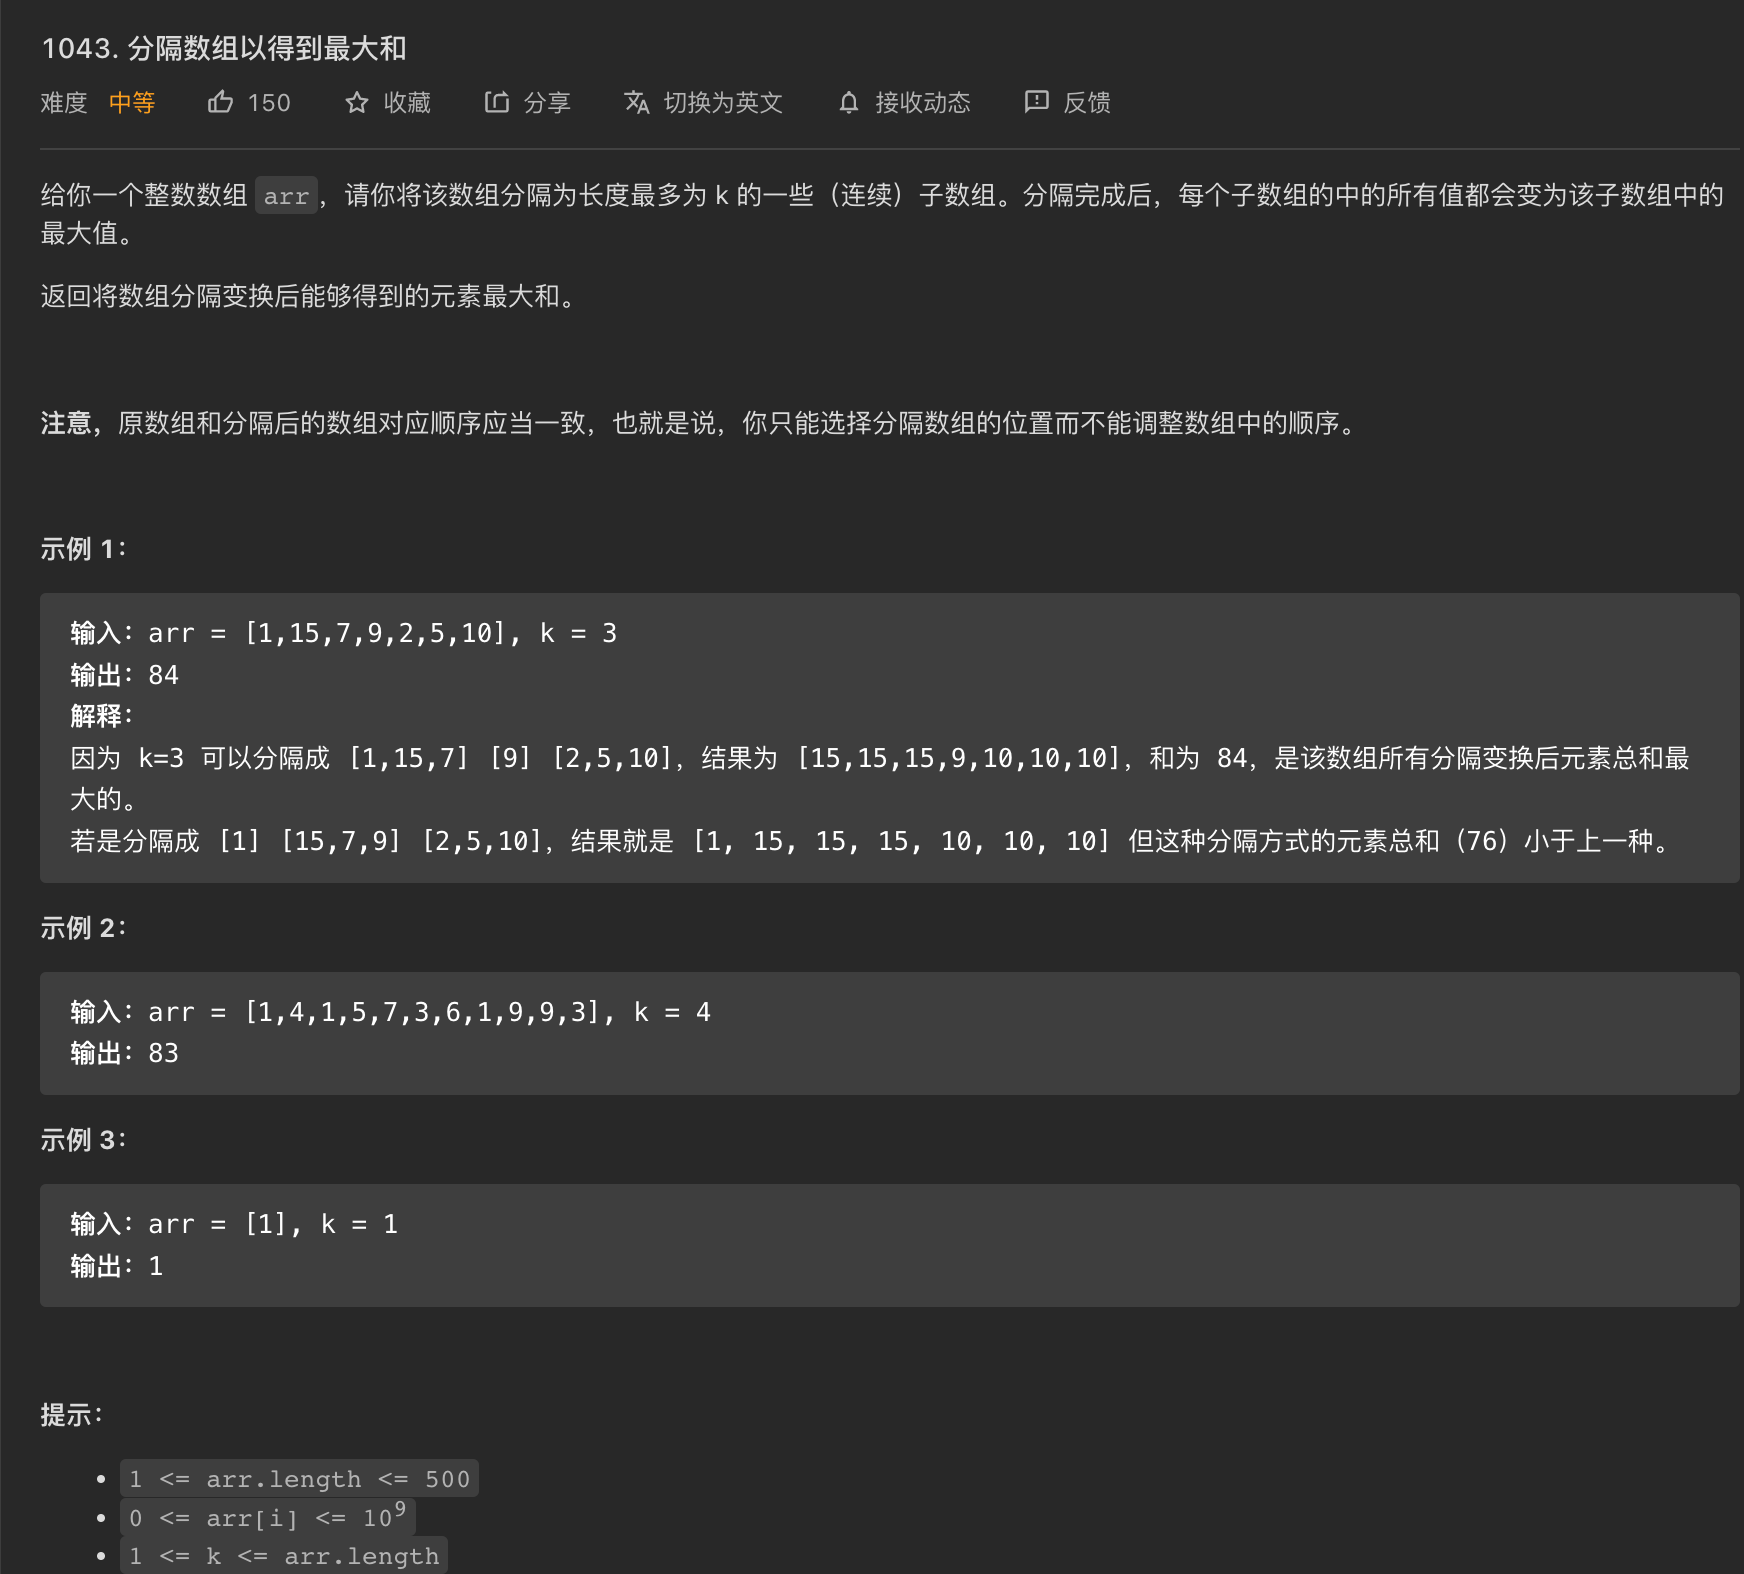 1043. 分隔数组以得到最大和
难度 中等 150 收藏 分享 切换为英文 接收动态 反馈
给你一个整数数组 arr，请你将该数组分隔为长度最多为 k 的一些（连续）子数组。分隔完成后，每个子数组的中的所有值都会变为该子数组中的
最大值。
返回将数组分隔变换后能够得到的元素最大和。
注意，原数组和分隔后的数组对应顺序应当一致，也就是说，你只能选择分隔数组的位置而不能调整数组中的顺序。
示例 1：
输入：arr = [1,15,7,9,2,5,10], k = 3
输出：84
解释：
因为 k=3 可以分隔成 [1,15,7] [9] [2,5,10]，结果为 [15,15,15,9,10,10,10]，和为 84，是该数组所有分隔变换后元素总和最
大的。
若是分隔成 [1] [15,7,9] [2,5,10]，结果就是 [1, 15, 15, 15, 10, 10, 10] 但这种分隔方式的元素总和（76）小于上一种。
示例 2：
输入：arr = [1,4,1,5,7,3,6,1,9,9,3], k = 4
输出：83
示例 3：
输入：arr = [1], k = 1
输出：1
提示：
• 1 <= arr.length <= 500
• 0 <= arr[i] <= 10⁹
• 1 <= k <= arr.length